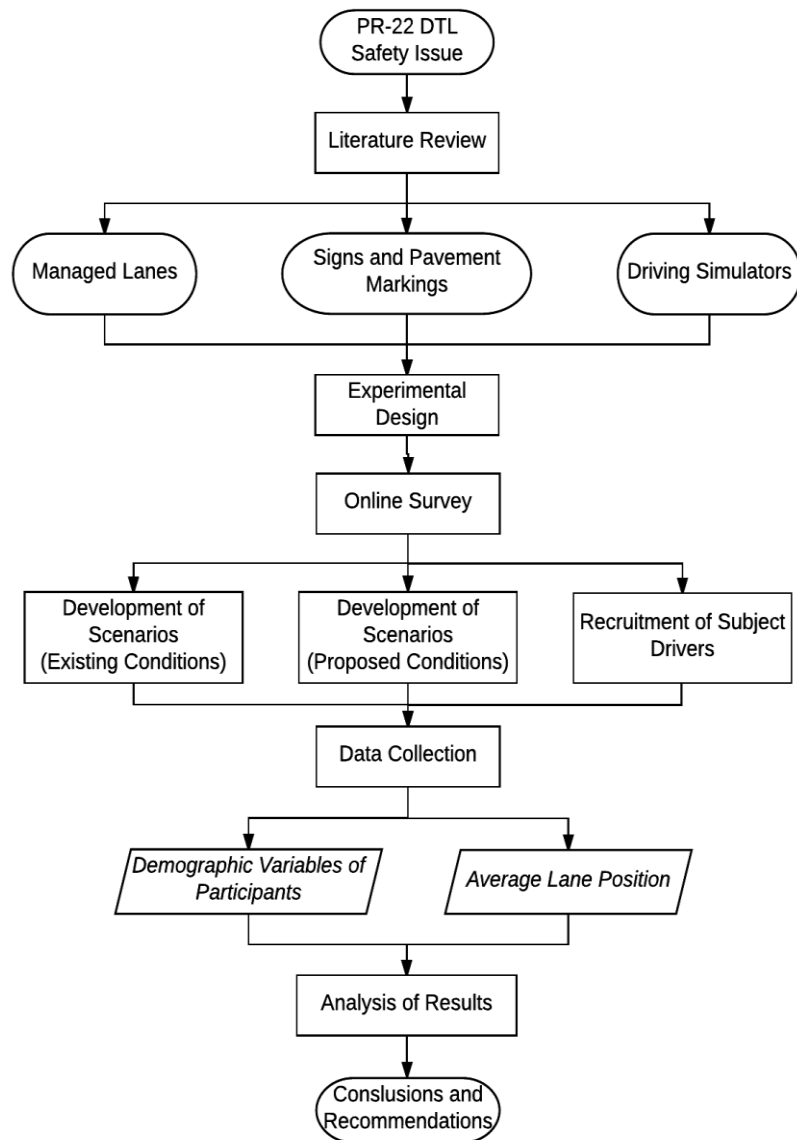 PR-22 DTL
Safety Issue
Literature Review
Managed Lanes
Signs and Pavement
Markings
Driving Simulators
Experimental
Design
Online Survey
Development of
Scenarios
(Existing Conditions)
Development of
Scenarios
(Proposed Conditions)
Recruitment of Subject
Drivers
Data Collection
Demographic Variables of
Participants
Average Lane Position
Analysis of Results
Conslusions and
Recommendations